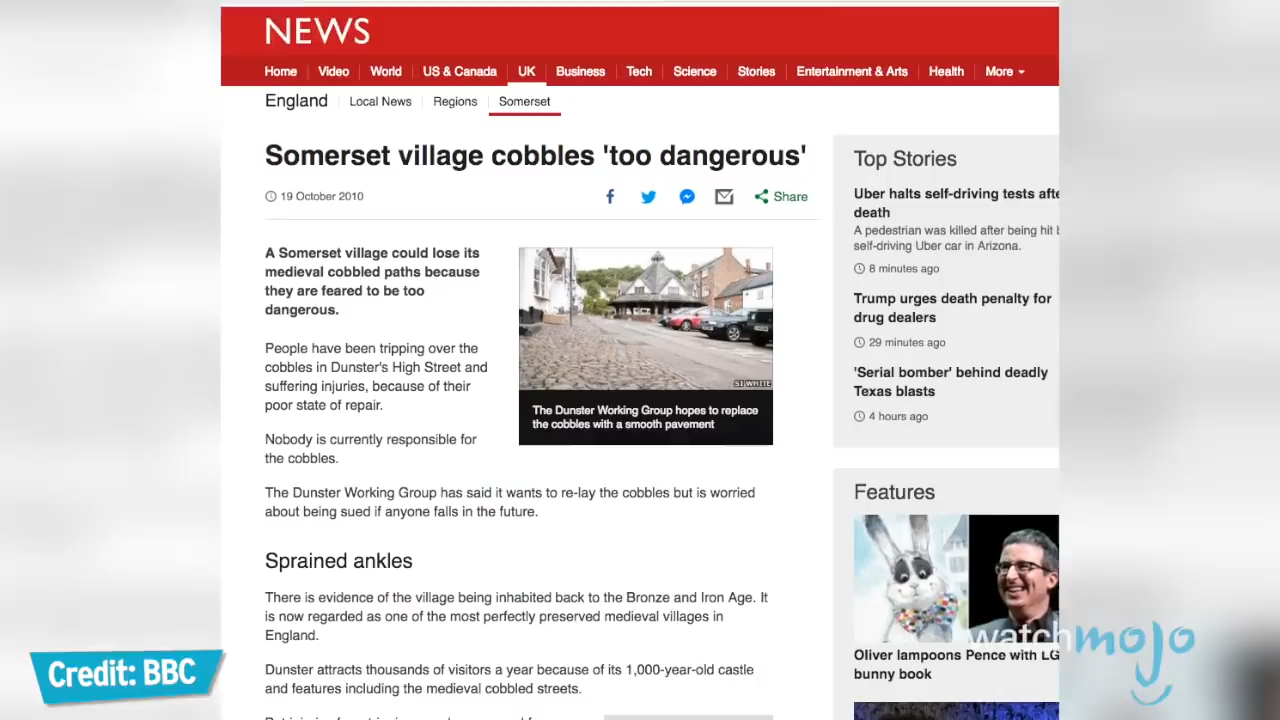 NEWS
Home Video World US & Canada UK Business Tech Science Stories Entertainment & Arts Health More
England Local News Regions Somerset
Somerset village cobbles 'too dangerous'
19 October 2010
Share
A Somerset village could lose its
medieval cobbled paths because
they are feared to be too
dangerous.
People have been tripping over the
cobbles in Dunster's High Street and
suffering injuries, because of their
poor state of repair.
Nobody is currently responsible for
the cobbles.
SI WHITE
The Dunster Working Group hopes to replace
the cobbles with a smooth pavement
The Dunster Working Group has said it wants to re-lay the cobbles but is worried
about being sued if anyone falls in the future.
Sprained ankles
There is evidence of the village being inhabited back to the Bronze and Iron Age. It
is now regarded as one of the most perfectly preserved medieval villages in
England.
Dunster attracts thousands of visitors a year because of its 1,000-year-old castle
and features including the medieval cobbled streets.
Top Stories
Uber halts self-driving tests afte
death
A pedestrian was killed after being hit b
self-driving Uber car in Arizona.
8 minutes ago
Trump urges death penalty for
drug dealers
29 minutes ago
'Serial bomber' behind deadly
Texas blasts
4 hours ago
Features
Oliver lampoons Pence with LG
bunny book
Credit: BBC
watchmojo